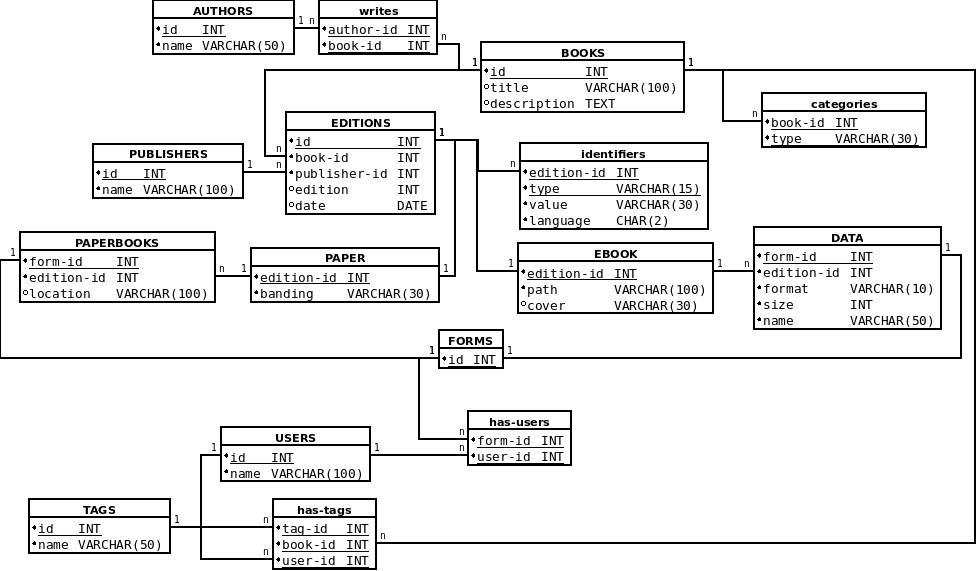 AUTHORS
id INT
name VARCHAR(50)
1 n
writes
author-id INT
book-id INT
n
1
BOOKS
id INT
title VARCHAR(100)
description TEXT
1
n
categories
book-id INT
type VARCHAR(30)
EDITIONS
id INT
book-id INT
publisher-id INT
edition INT
date DATE
n
n
1
PUBLISHERS
id INT
name VARCHAR(100)
1
n
identifiers
edition-id INT
type VARCHAR(15)
value VARCHAR(30)
language CHAR(2)
1
PAPERBOOKS
form-id INT
edition-id INT
location VARCHAR(100)
n 1
PAPER
edition-id INT
banding VARCHAR(30)
1
1
EBOOK
edition-id INT
path VARCHAR(100)
cover VARCHAR(30)
1 n
DATA
form-id INT
edition-id INT
format VARCHAR(10)
size INT
name VARCHAR(50)
1
1
FORMS
id INT
1
has-users
form-id INT
user-id INT
n
n
1
USERS
id INT
name VARCHAR(100)
1
TAGS
id INT
name VARCHAR(50)
1
n
n
has-tags
tag-id INT
book-id INT
user-id INT
n